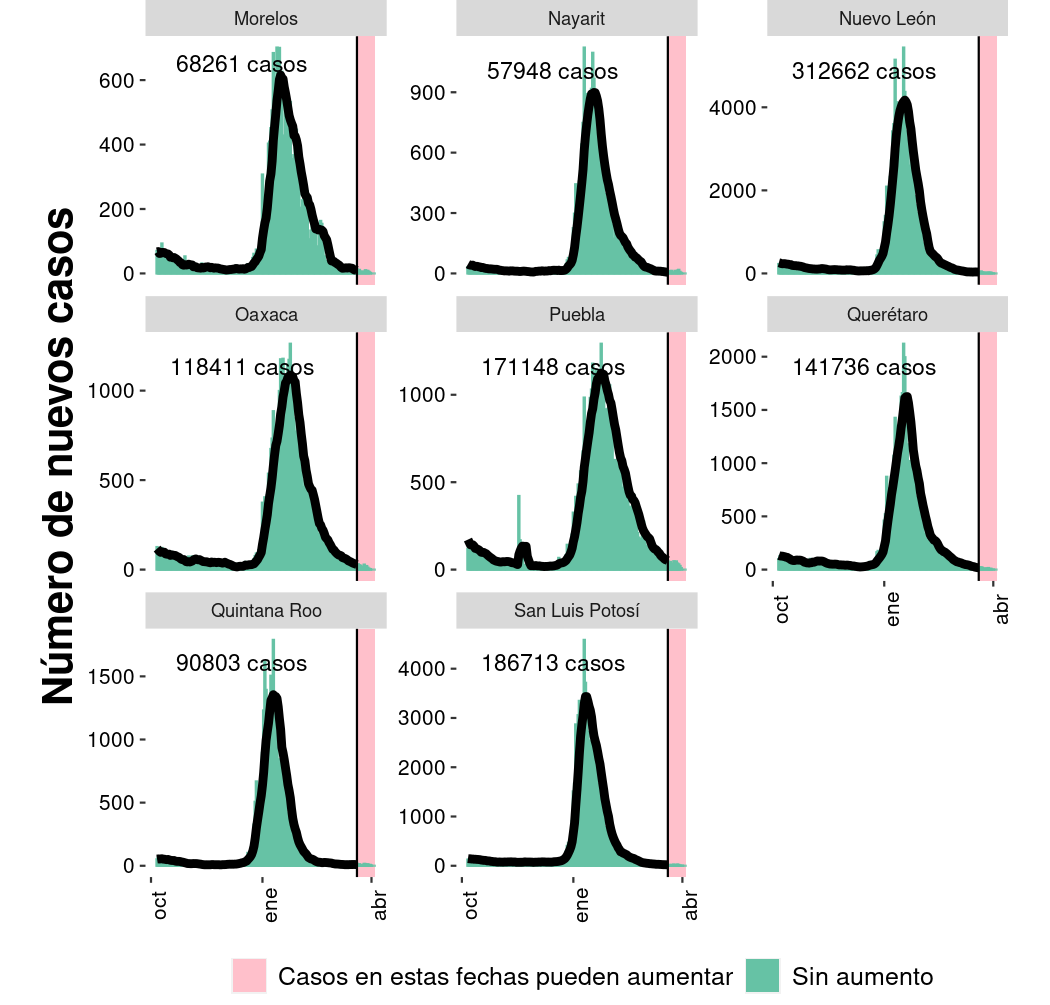 Morelos
Nayarit
Nuevo León
68261 casos
57948 casos
312662 casos
600
400
200
0
900
600
300
0
4000
2000
0
Número de nuevos casos
Oaxaca
Puebla
Querétaro
118411 casos
171148 casos
141736 casos
1000
500
0
1000
500
0
2000
1500
1000
500
0
oct
ene
abr
Quintana Roo
San Luis Potosí
90803 casos
186713 casos
1500
1000
500
0
4000
3000
2000
1000
0
oct
ene
abr
oct
ene
abr
Casos en estas fechas pueden aumentar
Sin aumento